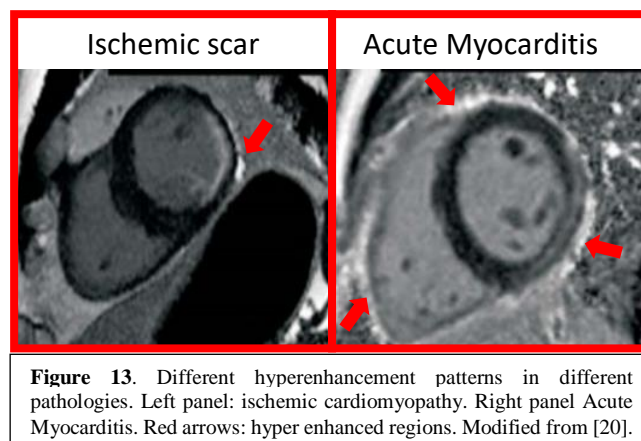 Ischemic scar
Acute Myocarditis
Figure 13. Different hyperenhancement patterns in different
pathologies. Left panel: ischemic cardiomyopathy. Right panel Acute
Myocarditis. Red arrows: hyper enhanced regions. Modified from [20].